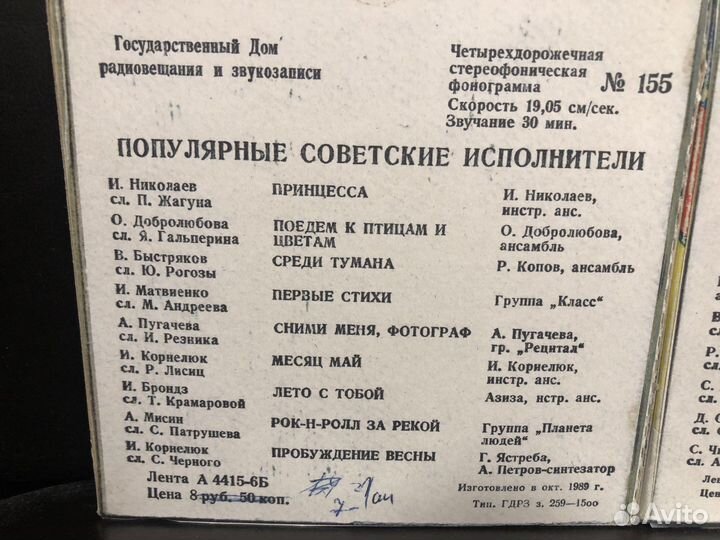 Государственный Дом
радиовещания и звукозаписи
Четырехдорожечная
стереофоническая
фонограмма № 155
Скорость 19,05 см/сек.
Звучание 30 мин.
ПОПУЛЯРНЫЕ СОВЕТСКИЕ ИСПОЛНИТЕЛИ
И. Николаев ПРИНЦЕССА И. Николаев,
сл. П. Жагуна инстр. анс.
О. Добролюбова ПОЕДЕМ К ПТИЦАМ И О. Добролюбова,
сл. Я. Гальперина ЦВЕТАМ ансамбль
В. Быстряков СРЕДИ ТУМАНА Р. Копов, ансамбль
сл. Ю. Рогозы
И. Матвиенко ПЕРВЫЕ СТИХИ Группа „Класс"
сл. М. Андреева
А. Пугачева СНИМИ МЕНЯ, ФОТОГРАФ А. Пугачева,
сл. И. Резника гр. „Рецитал"
И. Корнелюк МЕСЯЦ МАЙ И. Корнелюк,
сл. Р. Лисиц инстр. анс.
И. Брондз ЛЕТО С ТОБОЙ Азиза, нстр. анс.
сл. Т. Крамаровой
А. Мисин РОК-Н-РОЛЛ ЗА РЕКОЙ Группа „Планета
сл. С. Патрушева людей"
И. Корнелюк ПРОБУЖДЕНИЕ ВЕСНЫ Г. Ястреба,
сл. С. Черного А. Петров-синтезатор
Лента А 4415-6Б
Цена 8 руб. 50 коп.
Изготовлено в окт. 1989 г.
Тип. ГДРЗ з. 259—1500
Avito